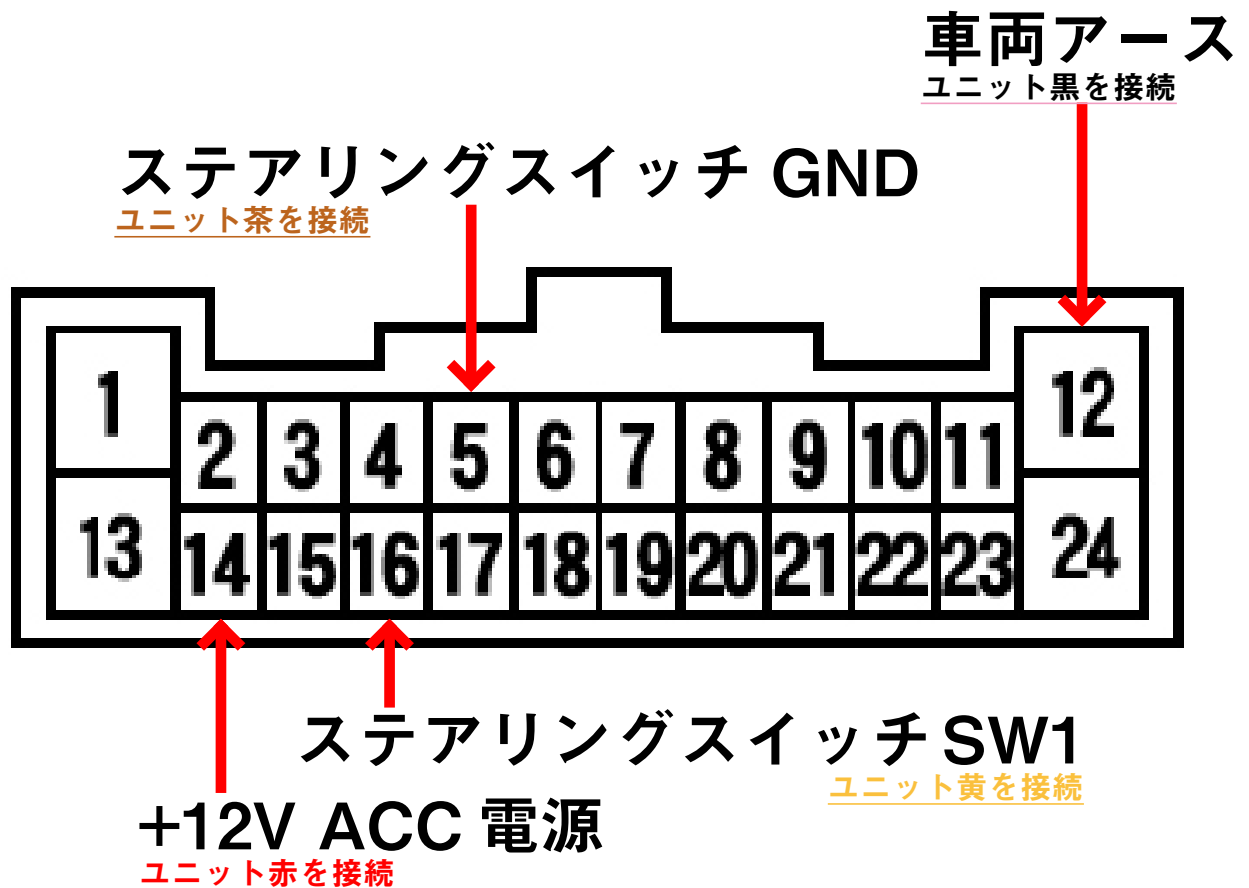 車両アース
ユニット黒を接続
ステアリングスイッチ GND
ユニット茶を接続
1
12
2 3 4 5 6 7 8 9 10 11
13
24
14 15 16 17 18 19 20 21 22 23
ステアリングスイッチ SW1
ユニット黄を接続
+12V ACC 電源
ユニット赤を接続